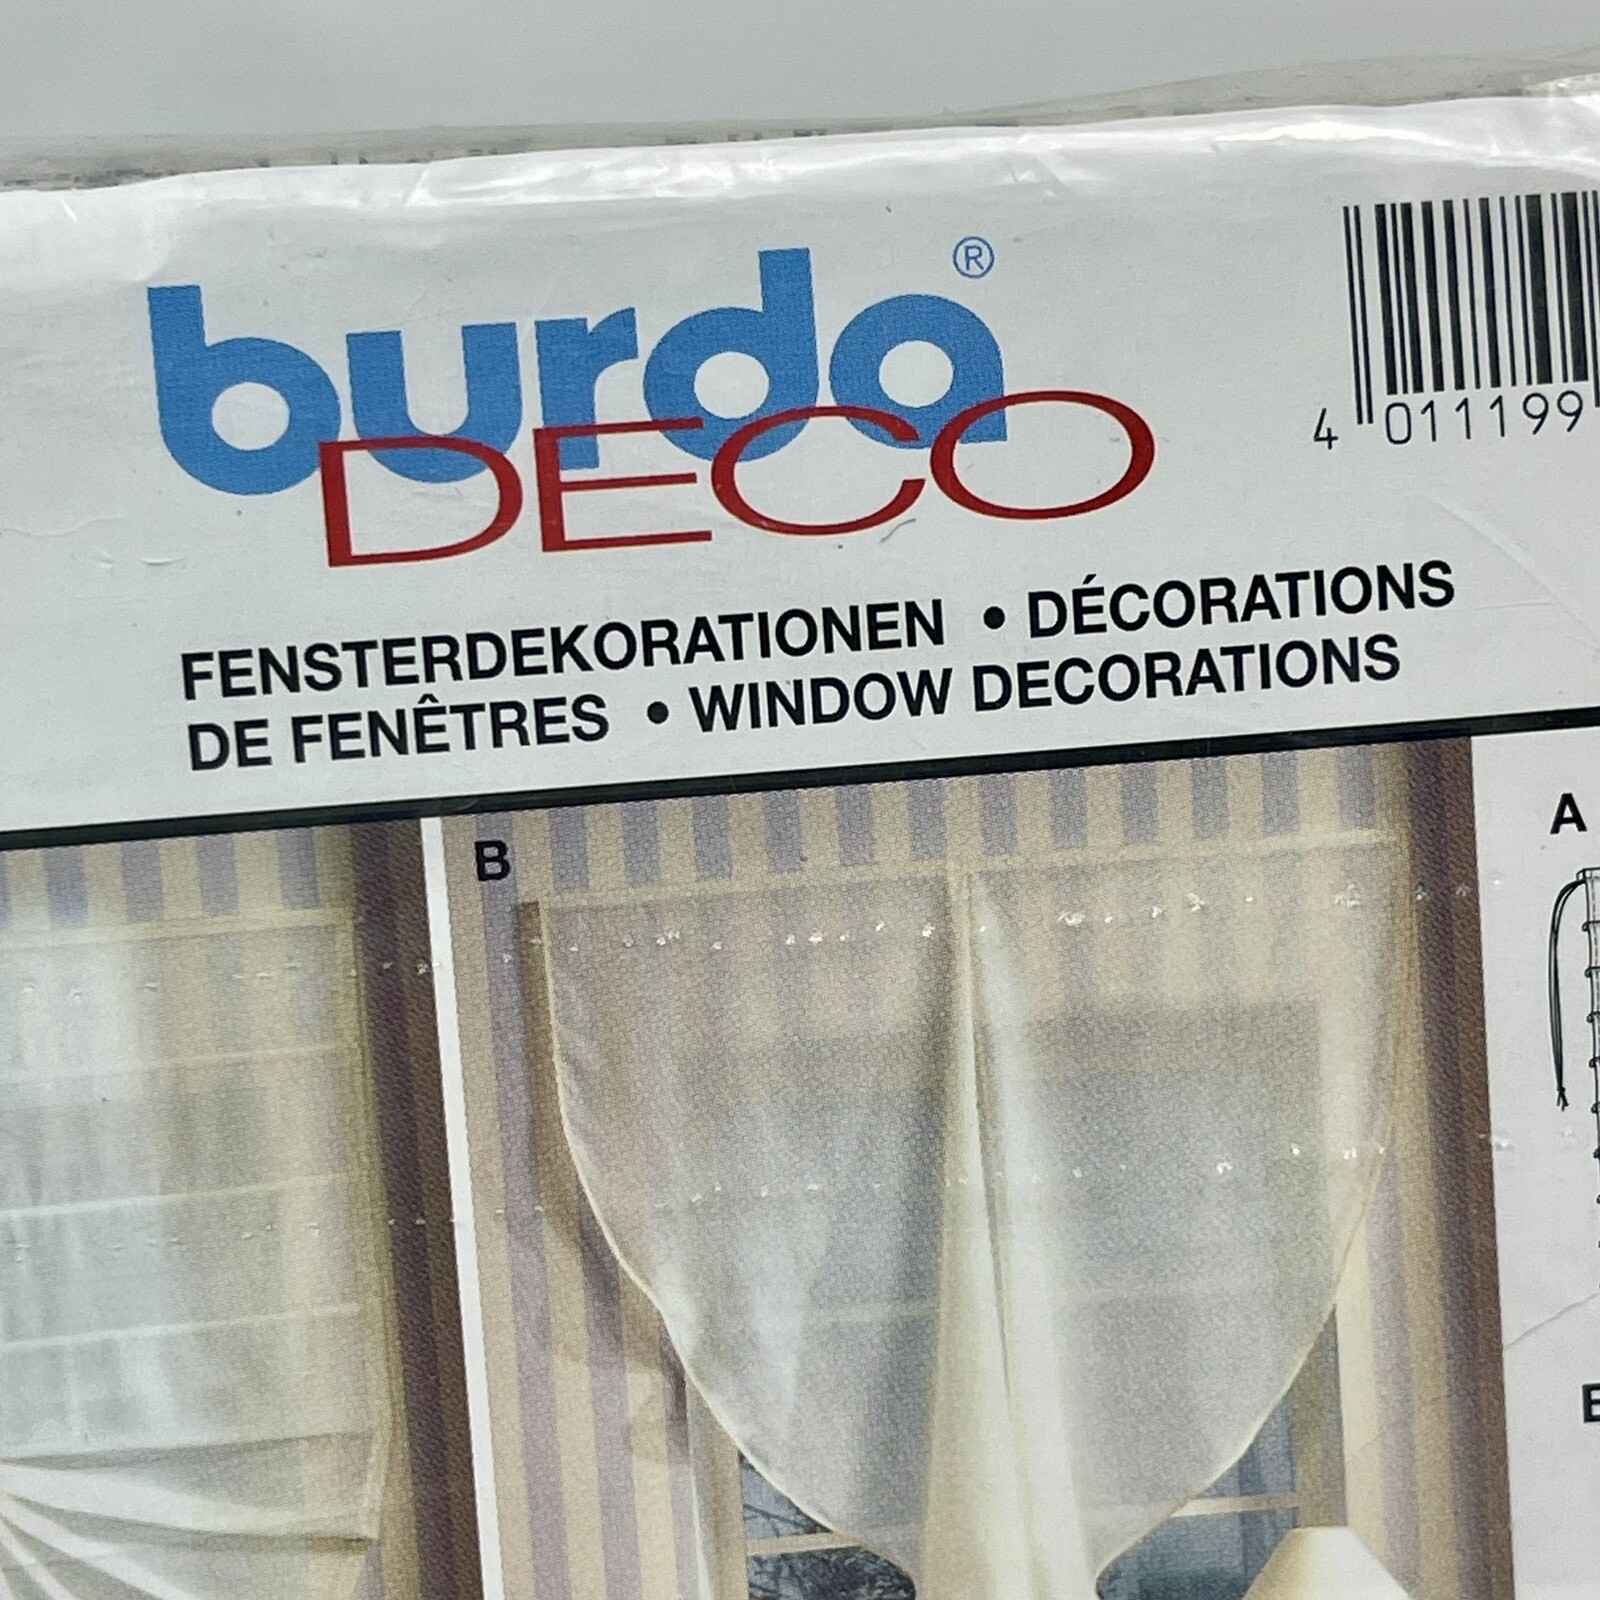 burda ®
DECO
4 011199
FENSTERDEKORATIONEN • DÉCORATIONS
DE FENÊTRES • WINDOW DECORATIONS
B
A